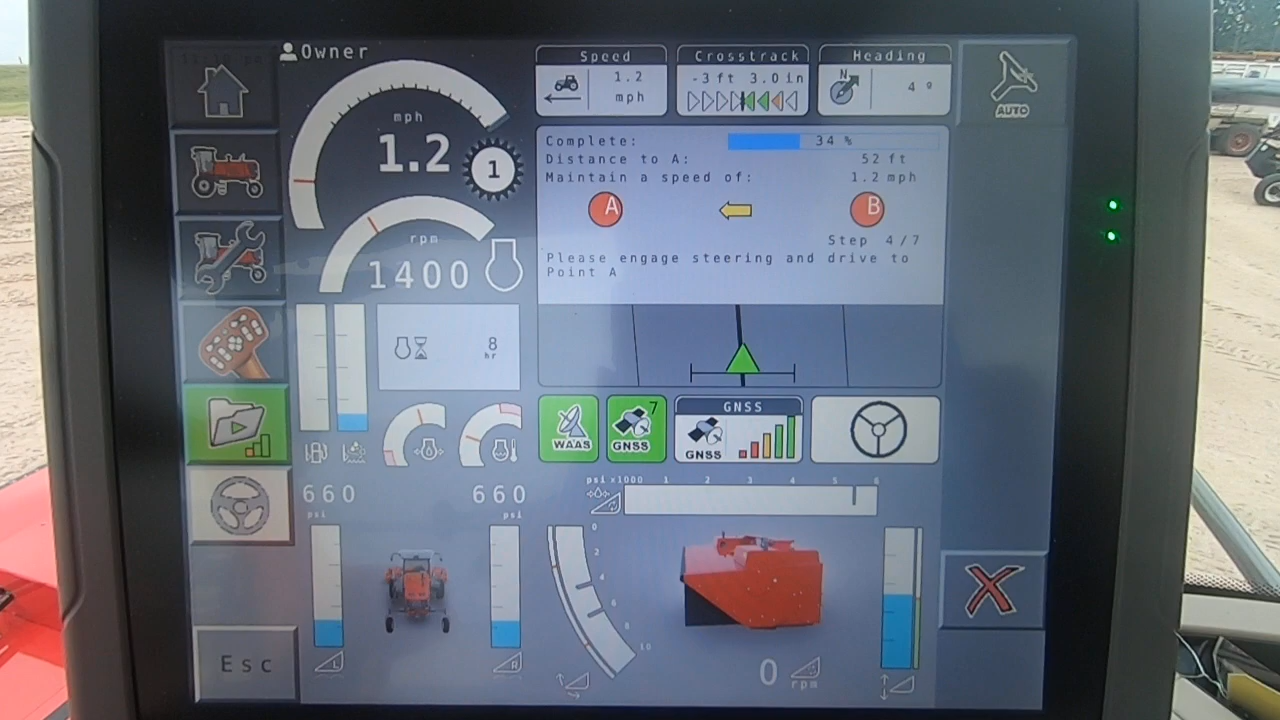 Owner
Speed
1.2
mph
Crosstrack
-3 ft 3.0 in
Heading
N
4 °
AUTO
mph
1.2
1
rpm
1400
8
hr
Complete: 34 %
Distance to A: 52 ft
Maintain a speed of: 1.2 mph
A B
Step 4/7
Please engage steering and drive to
Point A
WAAS
7
GNSS
GNSS
GNSS
660
psi
660
psi
psi x1000 1 2 3 4 5 6
0
2
4
6
8
10
L
R
0 rpm
Esc